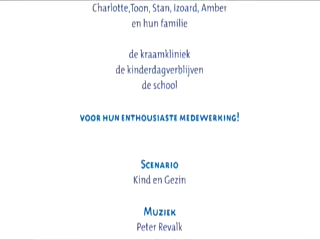 Charlotte,Toon, Stan, Izoard, Amber
en hun familie
de kraamkliniek
de kinderdagverblijven
de school
VOOR HUN ENTHOUSIASTE MEDEWERKING!
SCENARIO
Kind en Gezin
MUZIEK
Peter Revalk